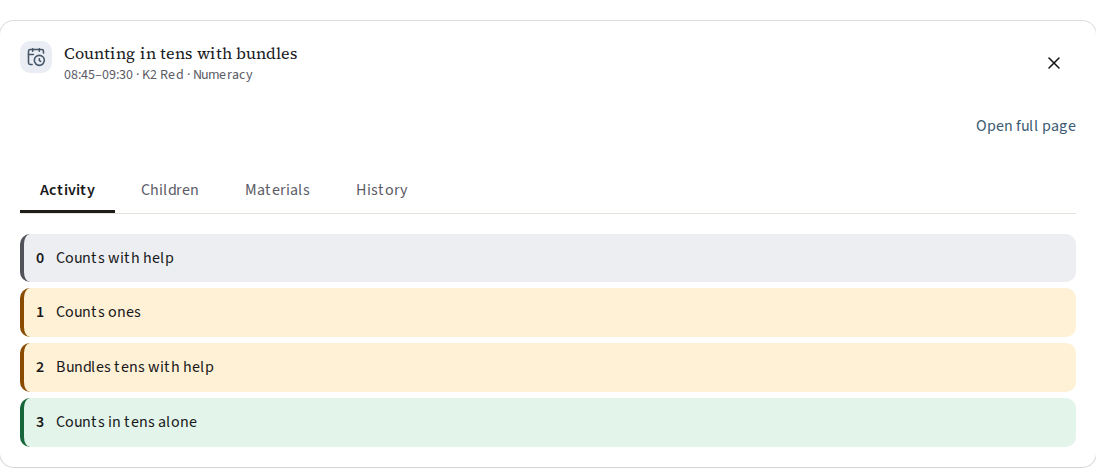 Counting in tens with bundles
08:45–09:30 · K2 Red · Numeracy
Open full page
Activity Children Materials History
0 Counts with help
1 Counts ones
2 Bundles tens with help
3 Counts in tens alone